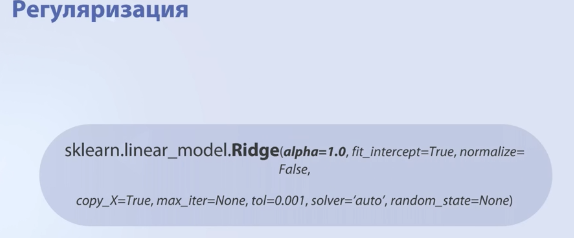 Регуляризация
sklearn.linear_model.Ridge(alpha=1.0, fit_intercept=True, normalize=
False,
copy_X=True, max_iter=None, tol=0.001, solver=’auto’, random_state=None)